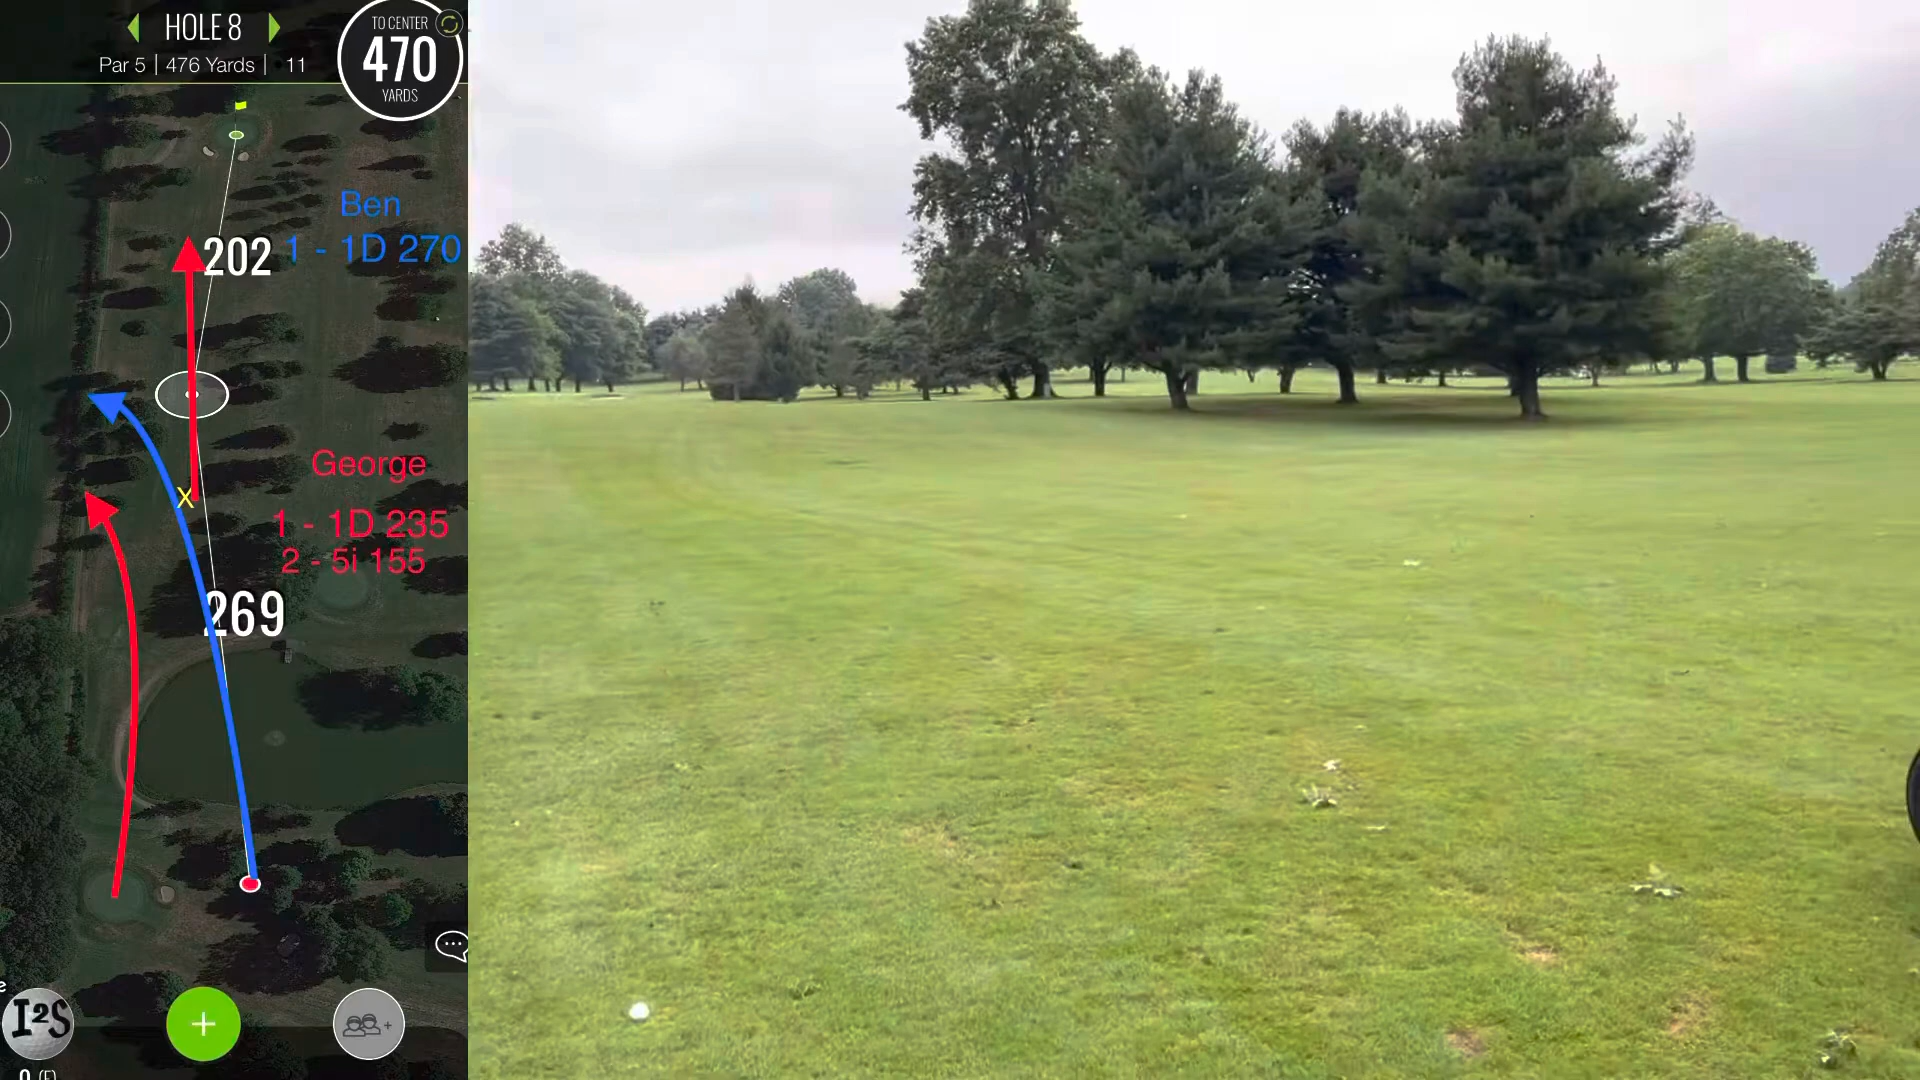 HOLE 8
Par 5 | 476 Yards | 11
TO CENTER
470
YARDS
Ben
202
1 - 1D 270
George
X
1 - 1D 235
2 - 5i 155
269
I²S
+
0 (E)